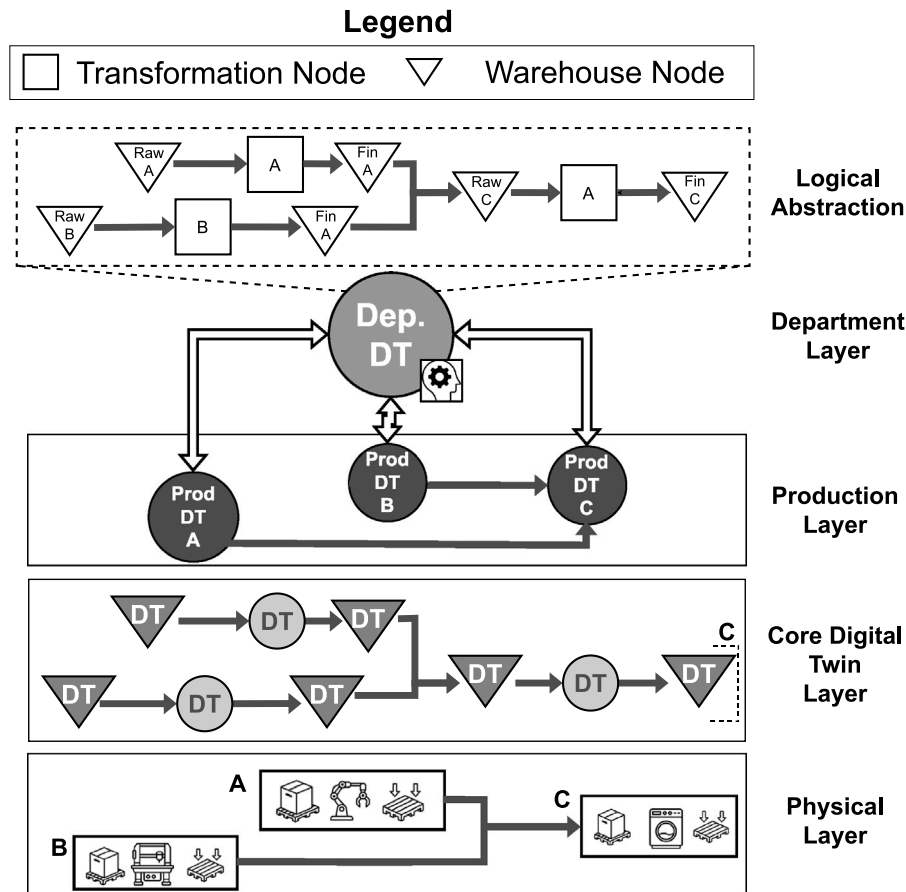 Legend
Transformation Node
Warehouse Node
Raw
A
A
Fin
A
Raw
B
B
Fin
A
Raw
C
A
Fin
C
Logical
Abstraction
Dep.
DT
Department
Layer
Prod
DT
A
Prod
DT
B
Prod
DT
C
Production
Layer
DT
DT
DT
DT
DT
DT
DT
DT
DT
C
Core Digital
Twin
Layer
A
B
C
Physical
Layer